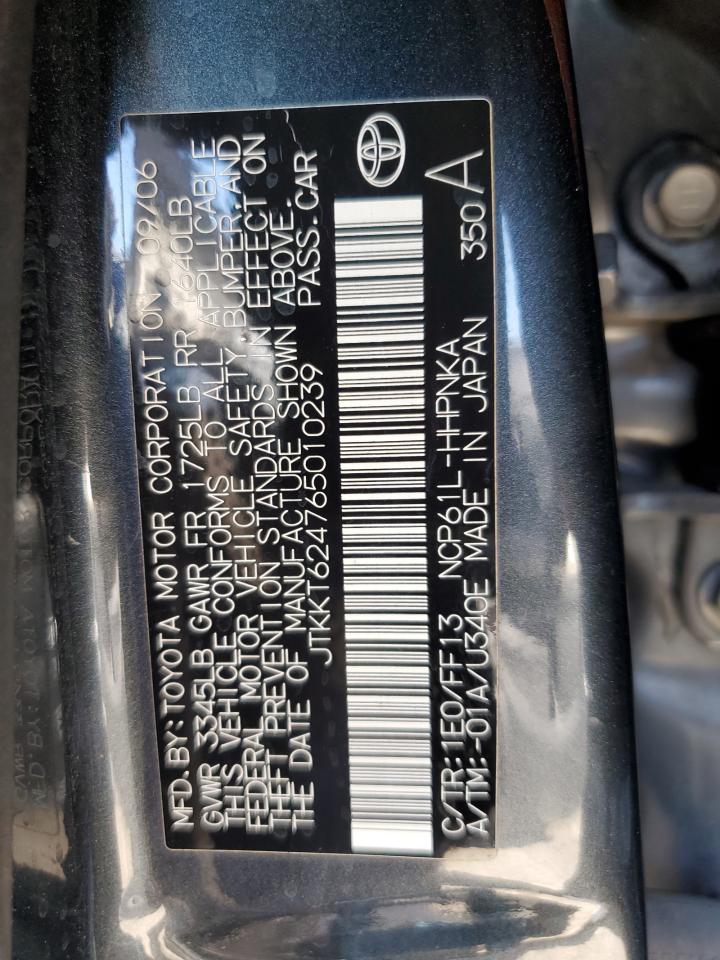 MFD. BY: TOYOTA MOTOR CORPORATION 09/06
GVWR 3345LB GAWR FR 1725LB RR 1640LB
THIS VEHICLE CONFORMS TO ALL APPLICABLE
FEDERAL MOTOR VEHICLE SAFETY, BUMPER AND
THEFT PREVENTION STANDARDS IN EFFECT ON
THE DATE OF MANUFACTURE SHOWN ABOVE.
JTKKT624765010239 PASS. CAR
C/TR: 1E0/FF13 NCP61L-HHPNKA
A/TM: -01A/U340E MADE IN JAPAN 350 A